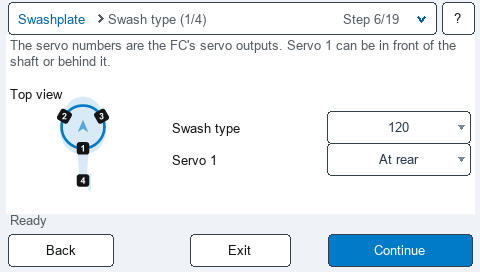 Swashplate > Swash type (1/4) Step 6/19 ?
The servo numbers are the FC's servo outputs. Servo 1 can be in front of the
shaft or behind it.
Top view
2 3
1
4
Swash type 120
Servo 1 At rear
Ready
Back Exit Continue